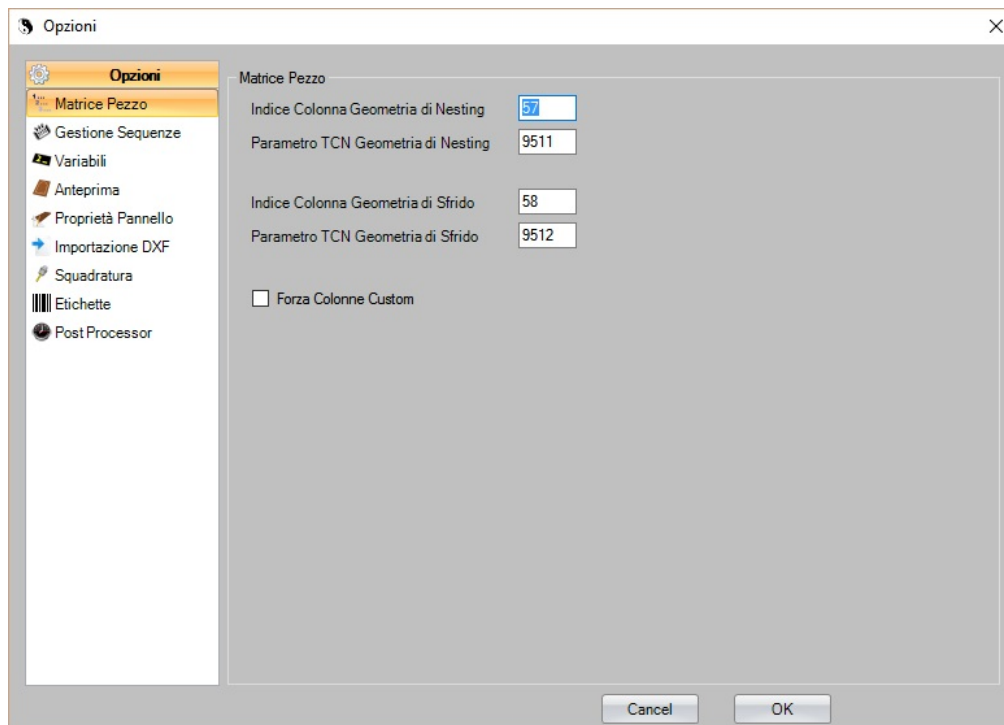 Opzioni
Opzioni
Matrice Pezzo
Gestione Sequenze
Variabili
Anteprima
Proprietà Pannello
Importazione DXF
Squadratura
Etichette
Post Processor
Matrice Pezzo
Indice Colonna Geometria di Nesting 57
Parametro TCN Geometria di Nesting 9511
Indice Colonna Geometria di Sfrido 58
Parametro TCN Geometria di Sfrido 9512
Forza Colonne Custom
Cancel OK